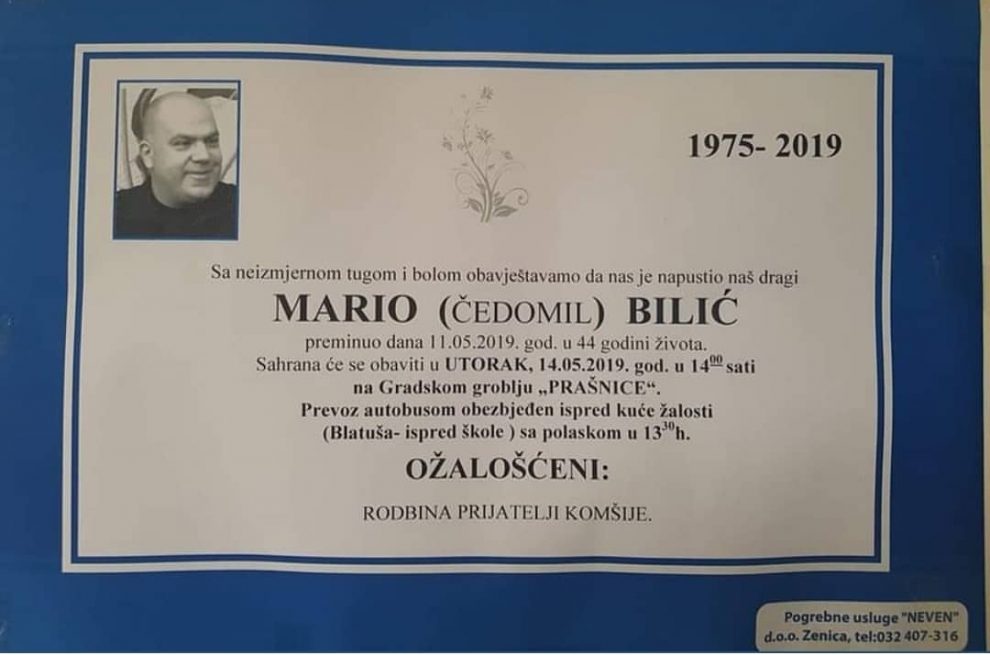 1975- 2019
Sa neizmjernom tugom i bolom obavještavamo da nas je napustio naš dragi
MARIO (ČEDOMIL) BILIĆ
preminuo dana 11.05.2019. god. u 44 godini života.
Sahrana će se obaviti u UTORAK, 14.05.2019. god. u 14⁰⁰ sati
na Gradskom groblju „PRAŠNICE“.
Prevoz autobusom obezbjeđen ispred kuće žalosti
(Blatuša- ispred škole ) sa polaskom u 13³⁰h.
OŽALOŠĆENI:
RODBINA PRIJATELJI KOMŠIJE.
Pogrebne usluge "NEVEN"
d.o.o. Zenica, tel:032 407-316